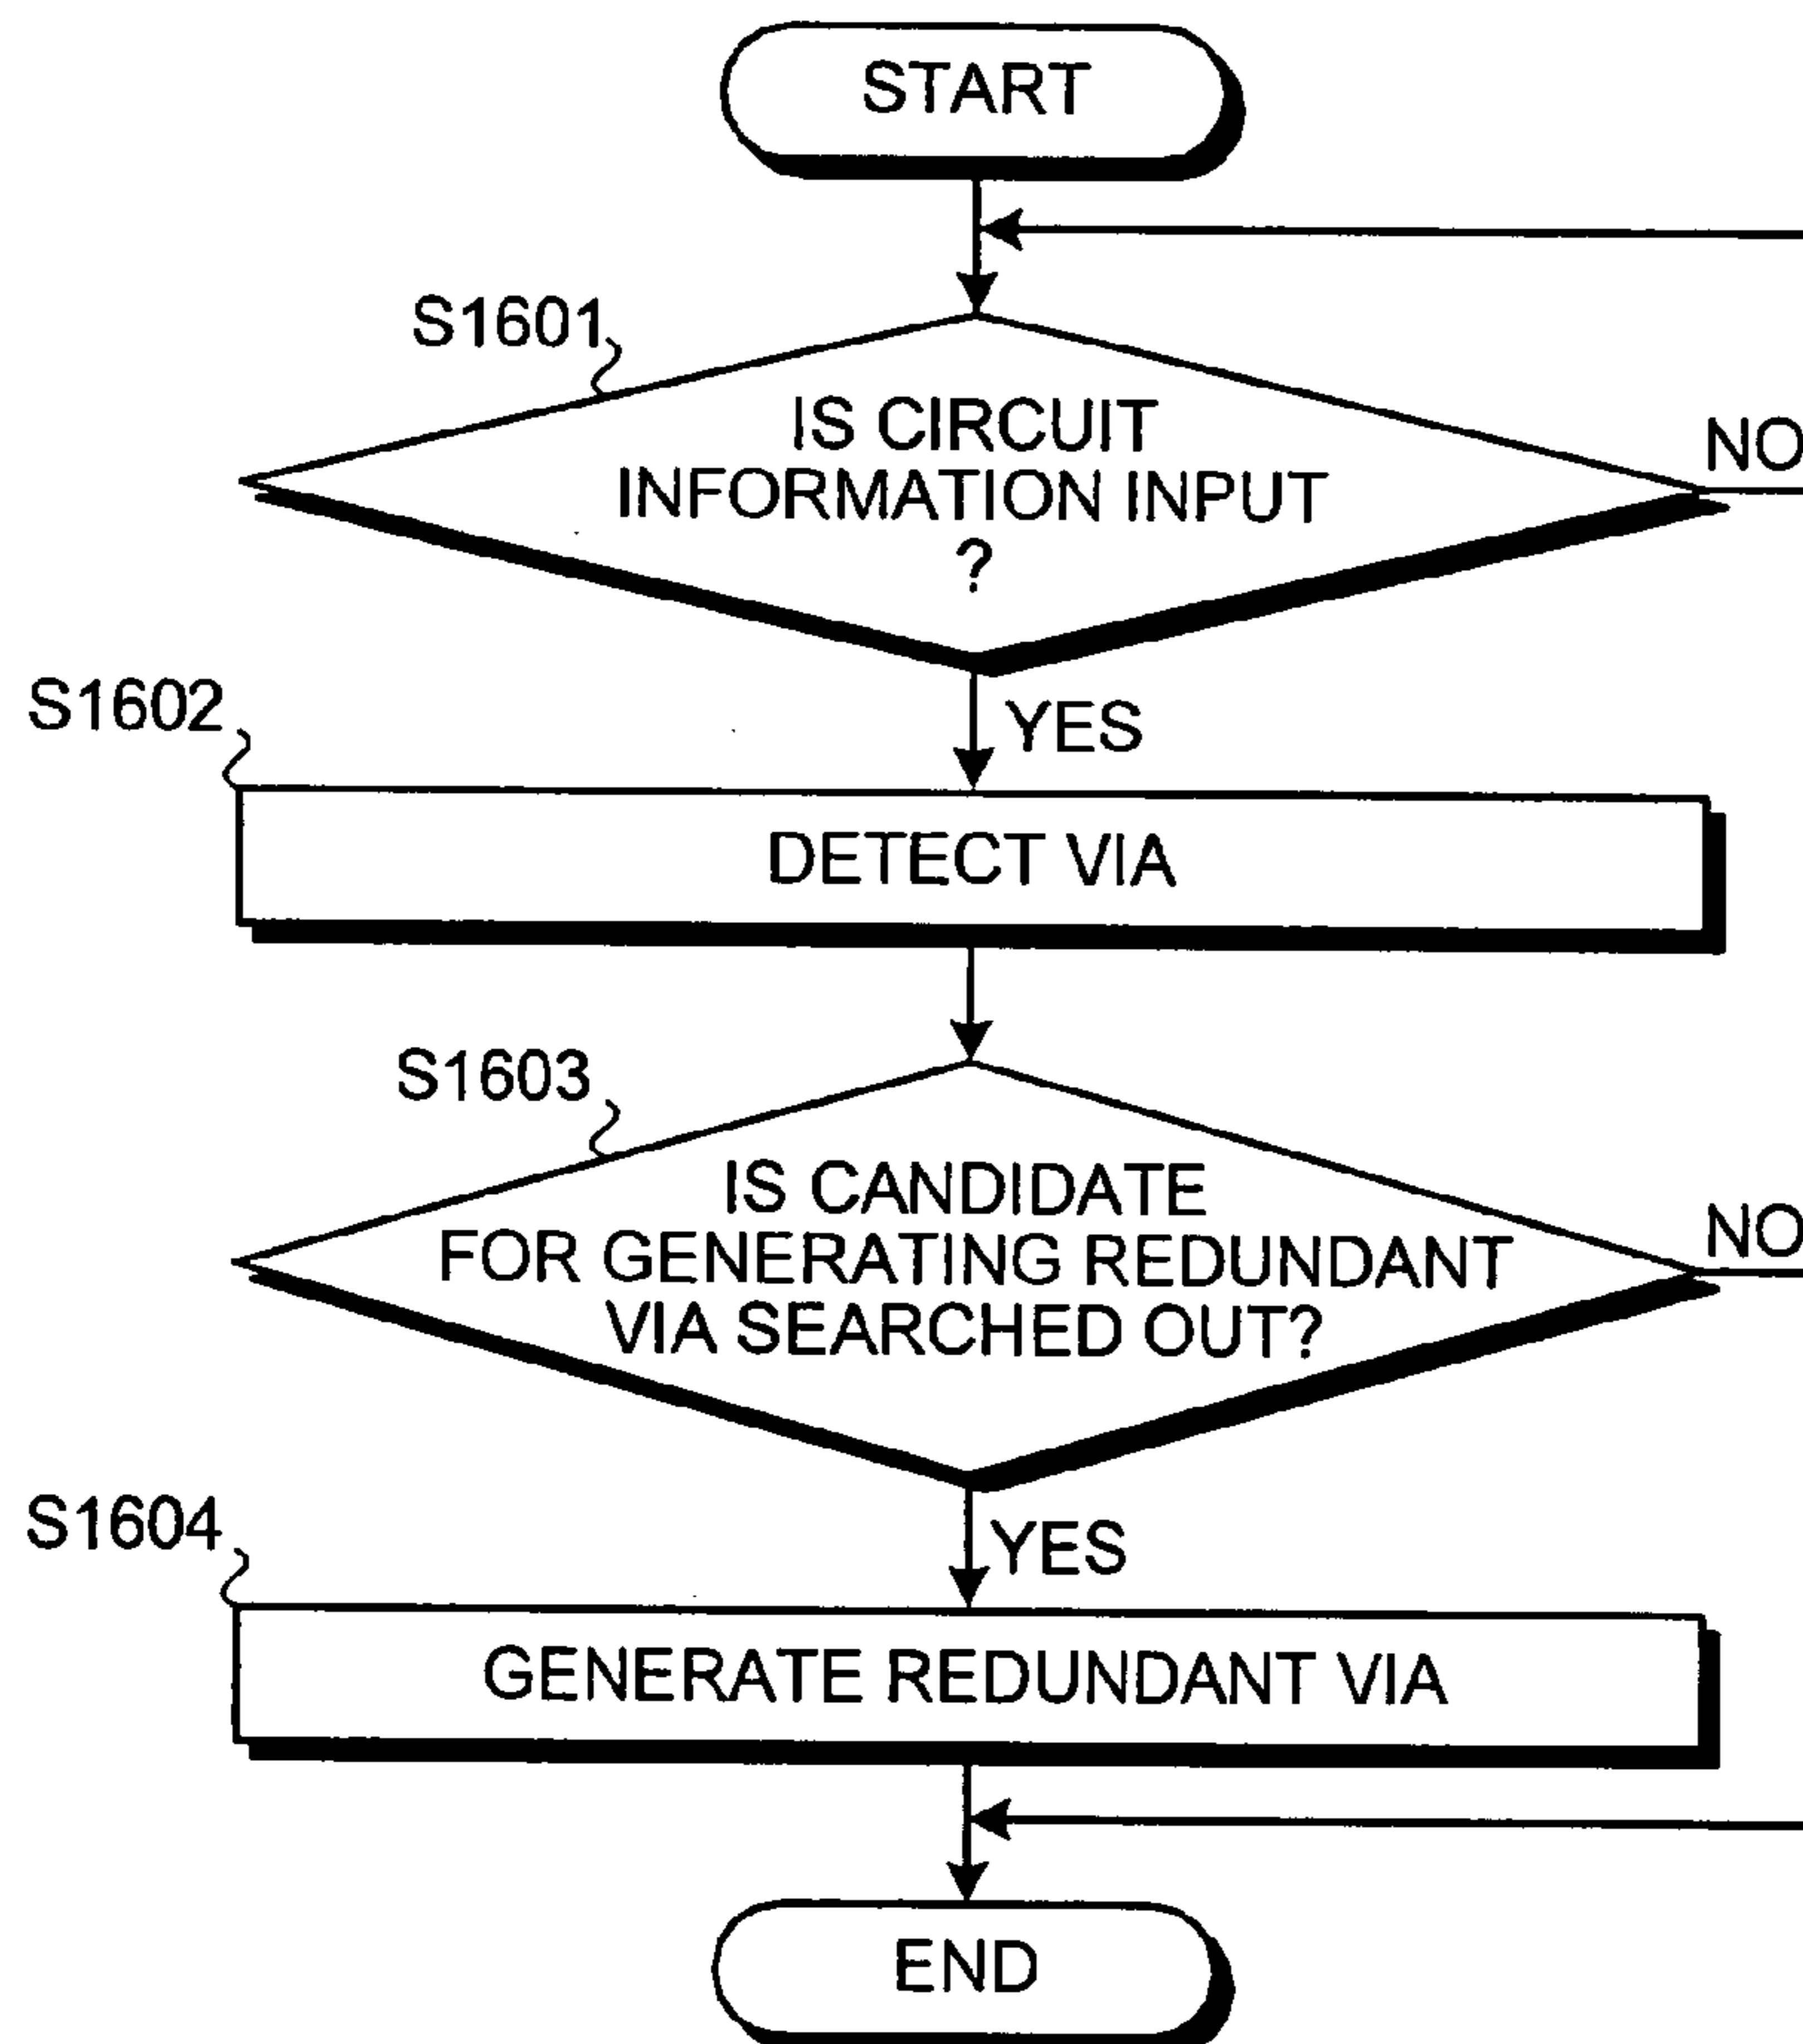 START
S1601
IS CIRCUIT
INFORMATION INPUT
?
NO
YES
S1602
DETECT VIA
S1603
IS CANDIDATE
FOR GENERATING REDUNDANT
VIA SEARCHED OUT?
NO
YES
S1604
GENERATE REDUNDANT VIA
END